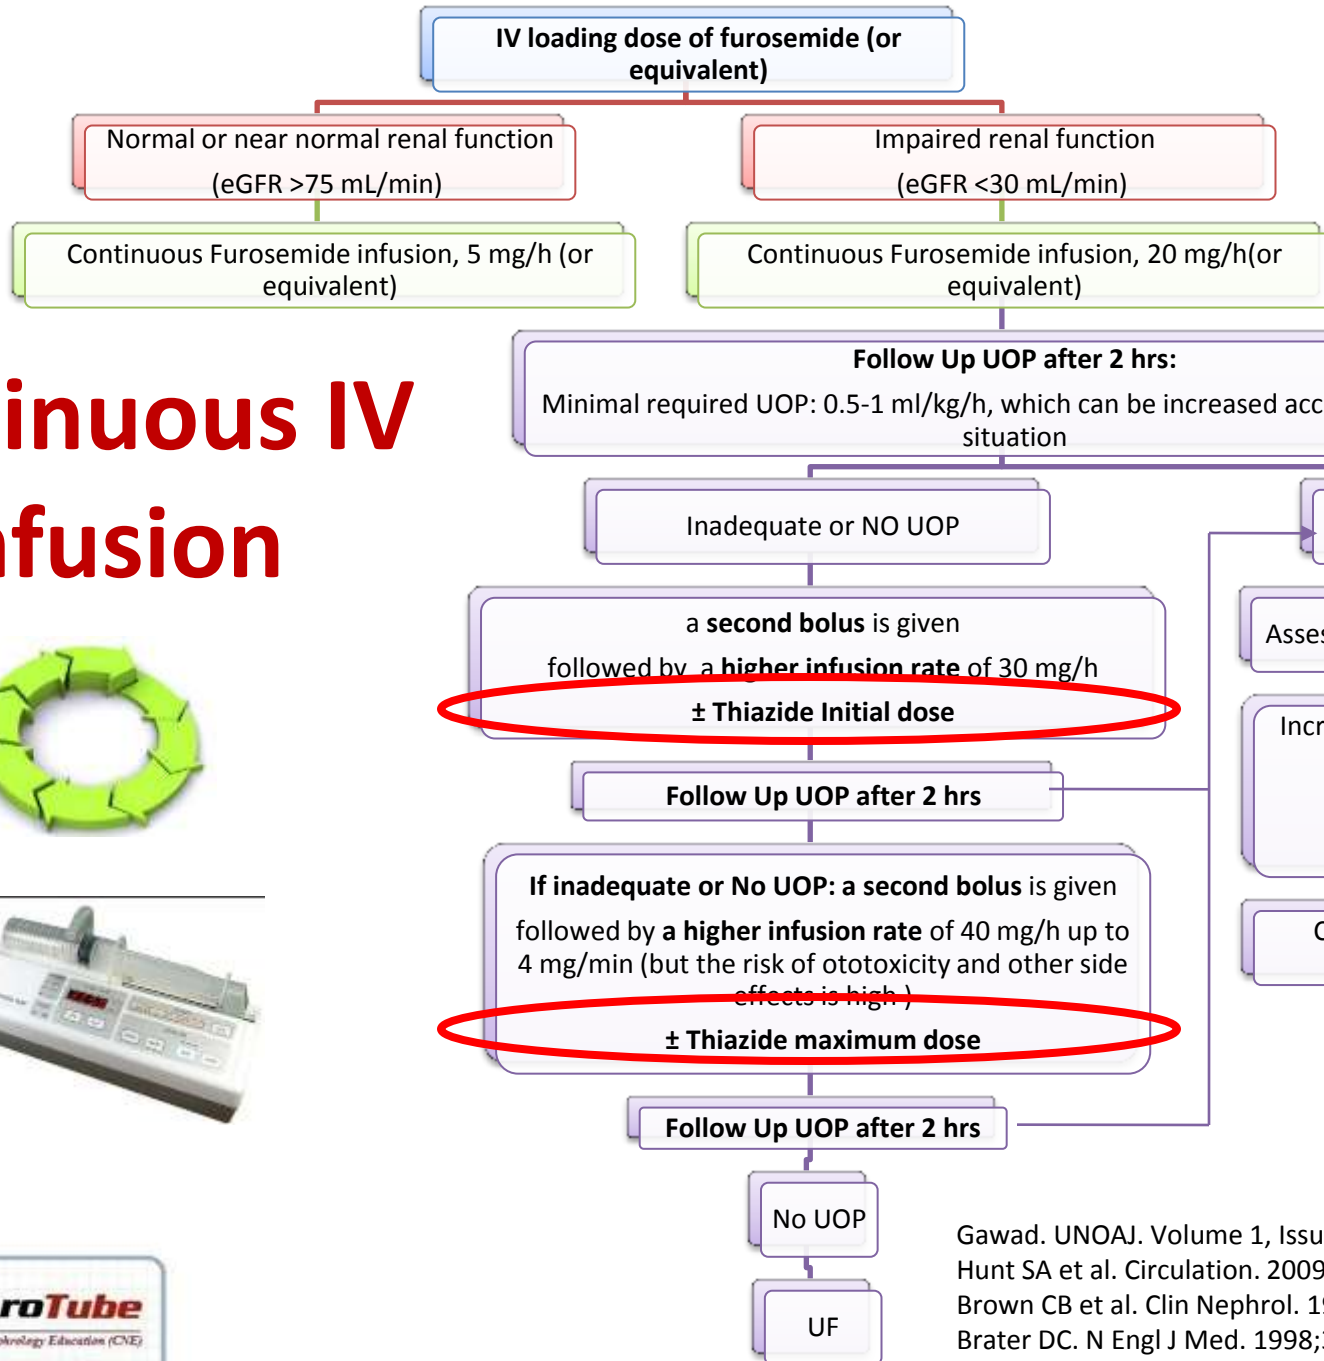 IV loading dose of furosemide (or
equivalent)
Normal or near normal renal function
(eGFR >75 mL/min)
Impaired renal function
(eGFR <30 mL/min)
Continuous Furosemide infusion, 5 mg/h (or
equivalent)
Continuous Furosemide infusion, 20 mg/h(or
equivalent)
Follow Up UOP after 2 hrs:
Minimal required UOP: 0.5-1 ml/kg/h, which can be increased acc
situation
inuous IV
fusion
Inadequate or NO UOP
a second bolus is given
followed by a higher infusion rate of 30 mg/h
± Thiazide Initial dose
Asses
Incr
Follow Up UOP after 2 hrs
If inadequate or No UOP: a second bolus is given
followed by a higher infusion rate of 40 mg/h up to
4 mg/min (but the risk of ototoxicity and other side
effects is high )
± Thiazide maximum dose
C
Follow Up UOP after 2 hrs
No UOP
UF
Gawad. UNOAJ. Volume 1, Issu
Hunt SA et al. Circulation. 2009
Brown CB et al. Clin Nephrol. 19
Brater DC. N Engl J Med. 1998;3
roTube
phrology Education (CNE)